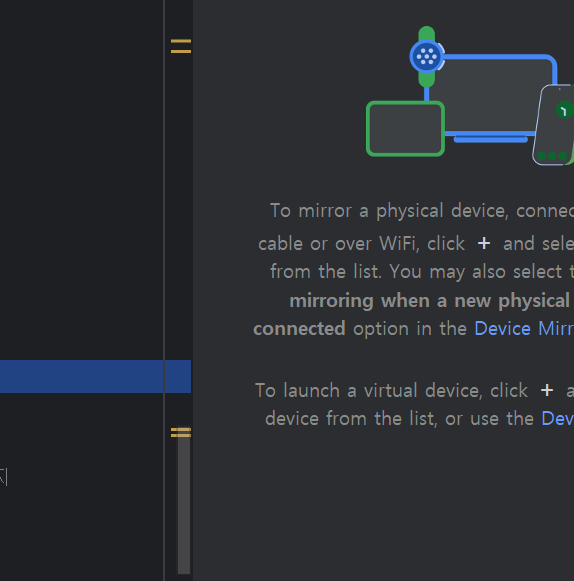 To mirror a physical device, connec
cable or over WiFi, click + and sele
from the list. You may also select t
mirroring when a new physical
connected option in the Device Mirr
To launch a virtual device, click + a
device from the list, or use the Dev